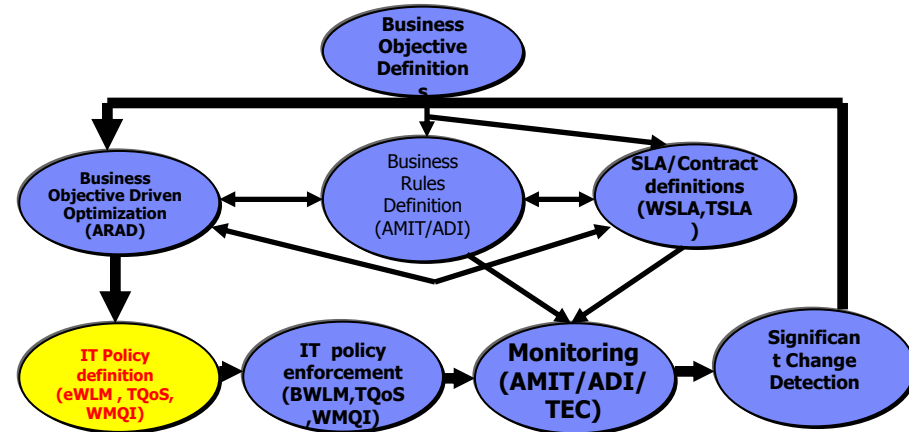 Business
Objective
Definition
s
Business
Objective Driven
Optimization
(ARAD)
Business
Rules
Definition
(AMIT/ADI)
SLA/Contract
definitions
(WSLA,TSLA
)
IT Policy
definition
(eWLM , TQoS,
WMQI)
IT  policy
enforcement
(BWLM,TQoS
,WMQI)
Monitoring
(AMIT/ADI/
TEC)
Significan
t Change
Detection